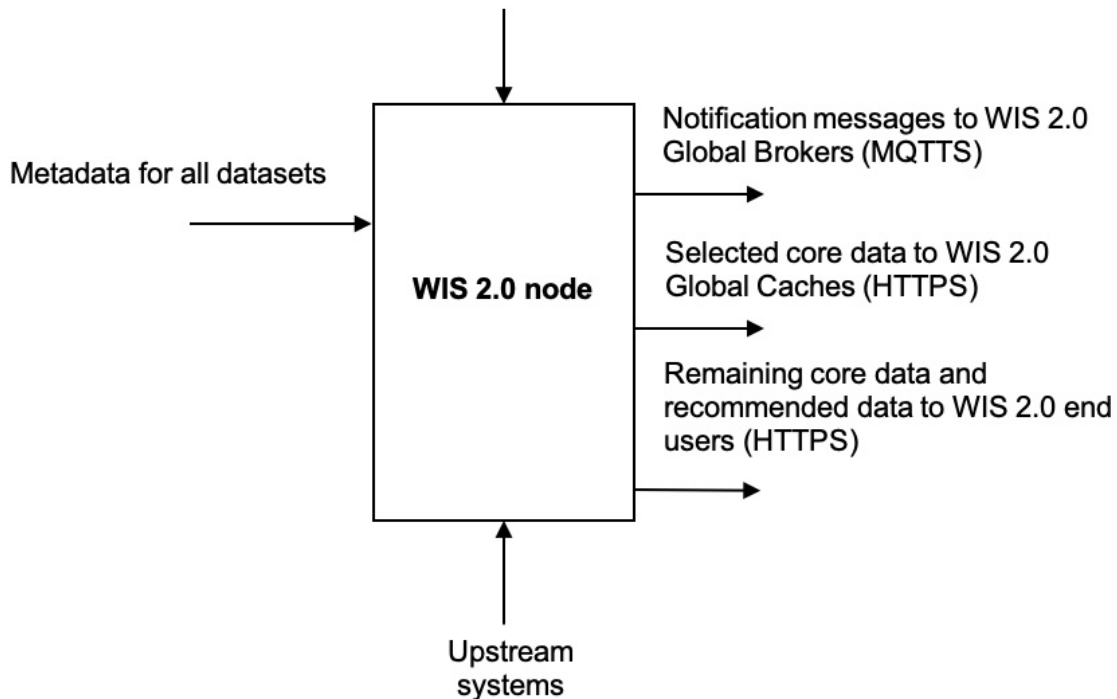 Notification messages to WIS 2.0
Global Brokers (MQTTS)
Metadata for all datasets
Selected core data to WIS 2.0
Global Caches (HTTPS)
WIS 2.0 node
Remaining core data and
recommended data to WIS 2.0 end
users (HTTPS)
Upstream
systems